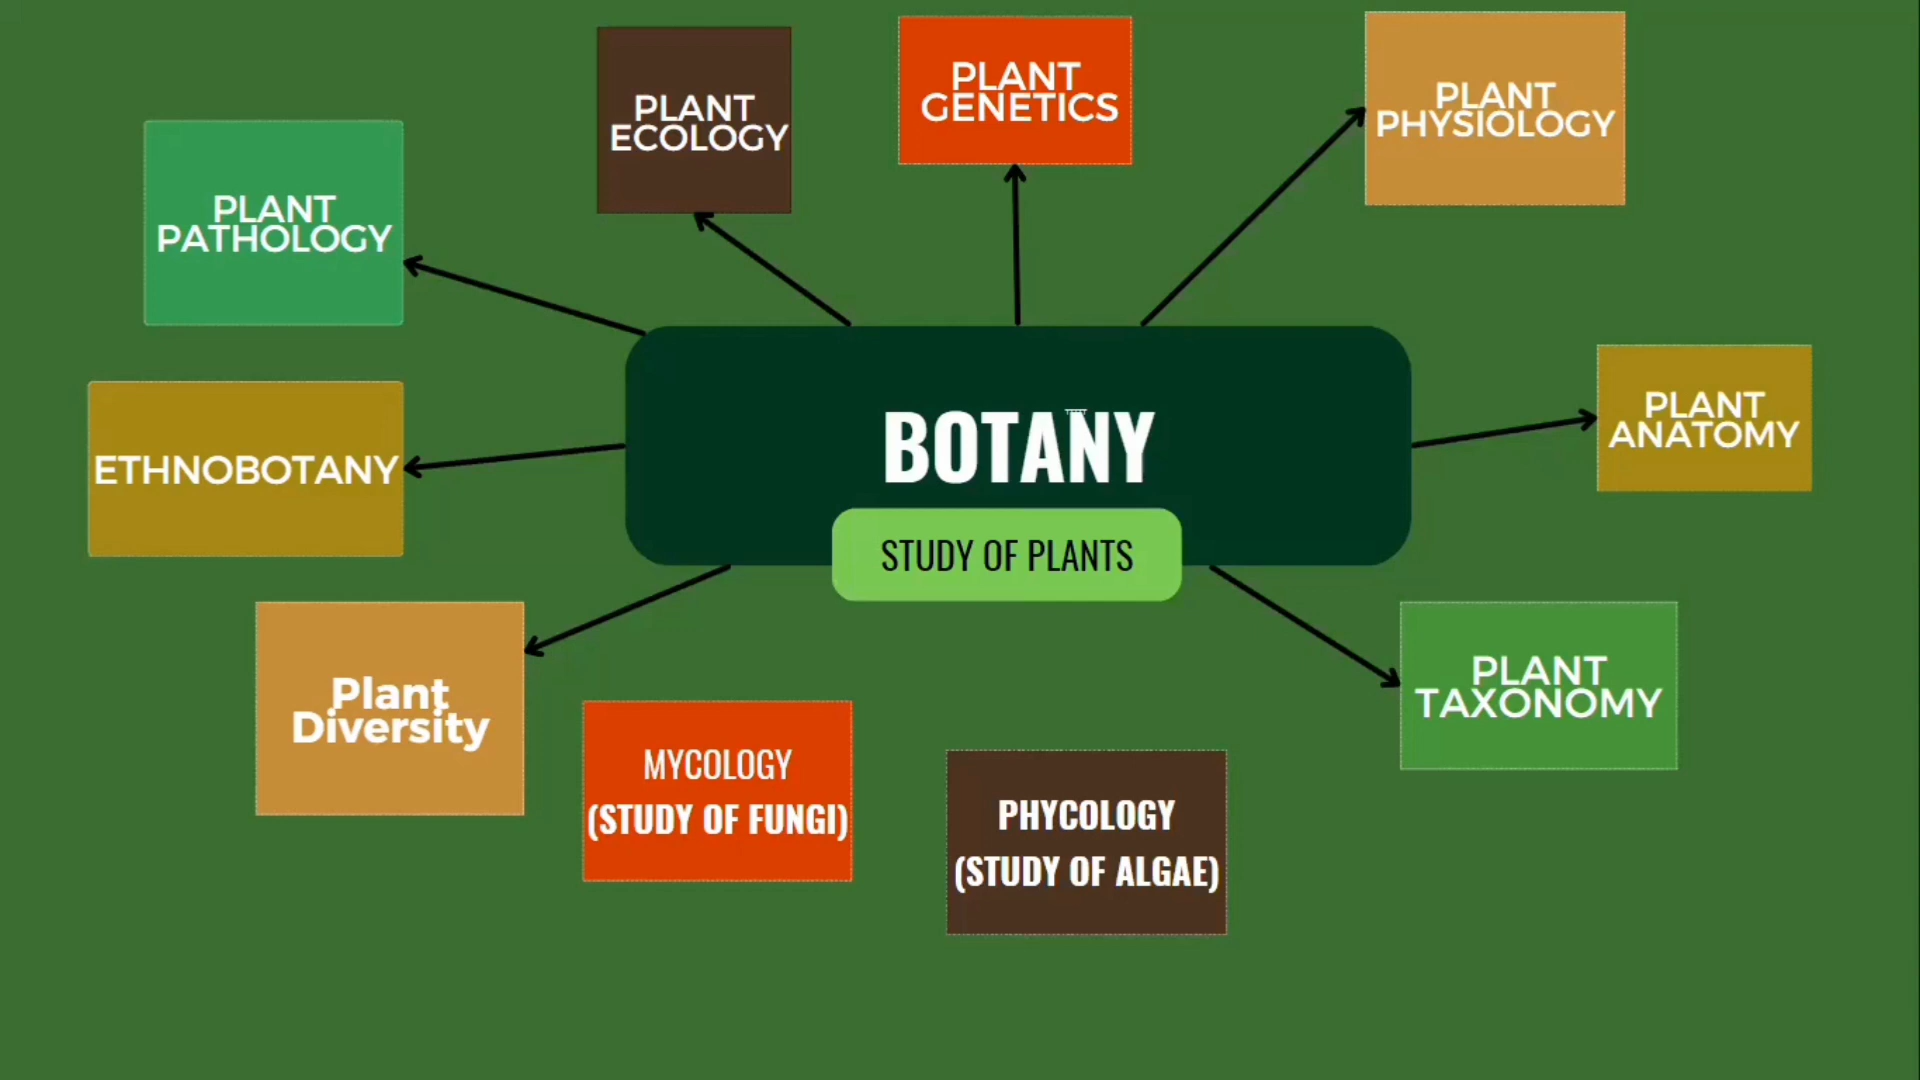 PLANT
ECOLOGY
PLANT
GENETICS
PLANT
PHYSIOLOGY
PLANT
PATHOLOGY
ETHNOBOTANY
BOTANY
STUDY OF PLANTS
PLANT
ANATOMY
Plant
Diversity
MYCOLOGY
(STUDY OF FUNGI)
PHYCOLOGY
(STUDY OF ALGAE)
PLANT
TAXONOMY